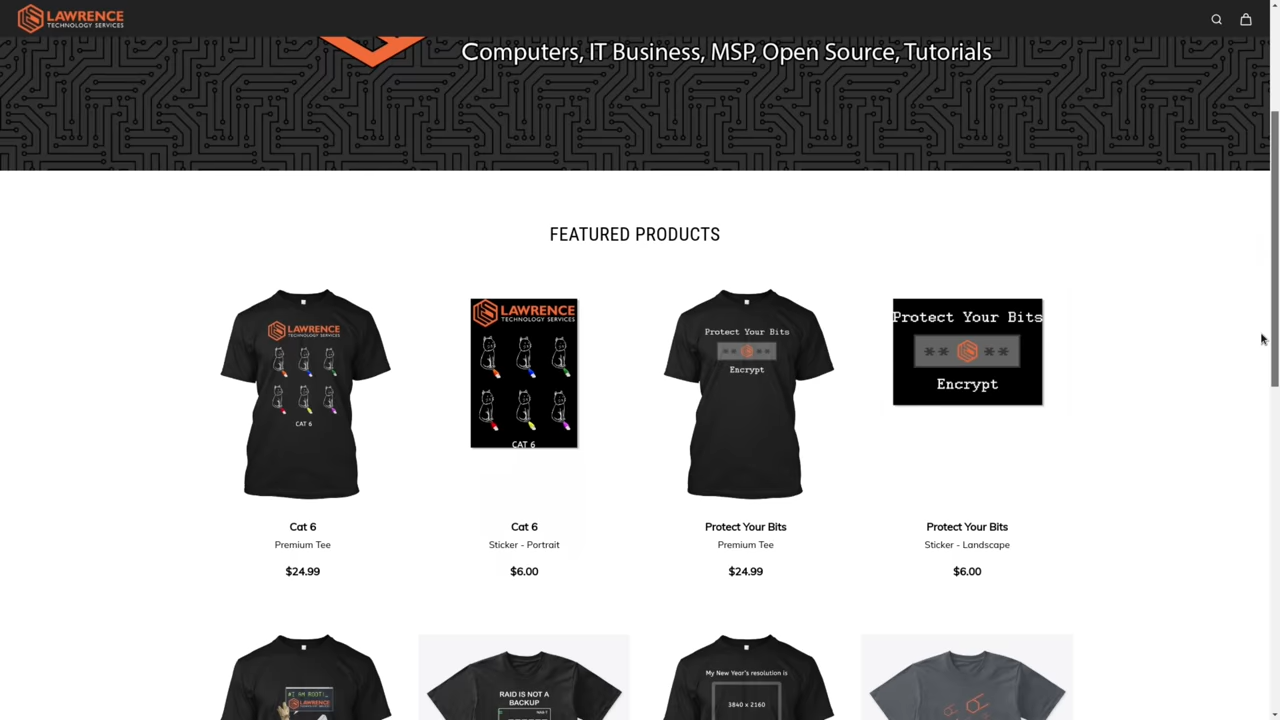 LAWRENCE
TECHNOLOGY SERVICES
Computers, IT Business, MSP, Open Source, Tutorials
FEATURED PRODUCTS
LAWRENCE
TECHNOLOGY SERVICES
CAT 6
LAWRENCE
TECHNOLOGY SERVICES
CAT 6
Protect Your Bits
**
**
Encrypt
Protect Your Bits
**
**
Encrypt
Cat 6
Premium Tee
$24.99
Cat 6
Sticker - Portrait
$6.00
Protect Your Bits
Premium Tee
$24.99
Protect Your Bits
Sticker - Landscape
$6.00
LAWRENCE
RAID IS NOT A
BACKUP
My New Year's resolution is
3840 x 2160